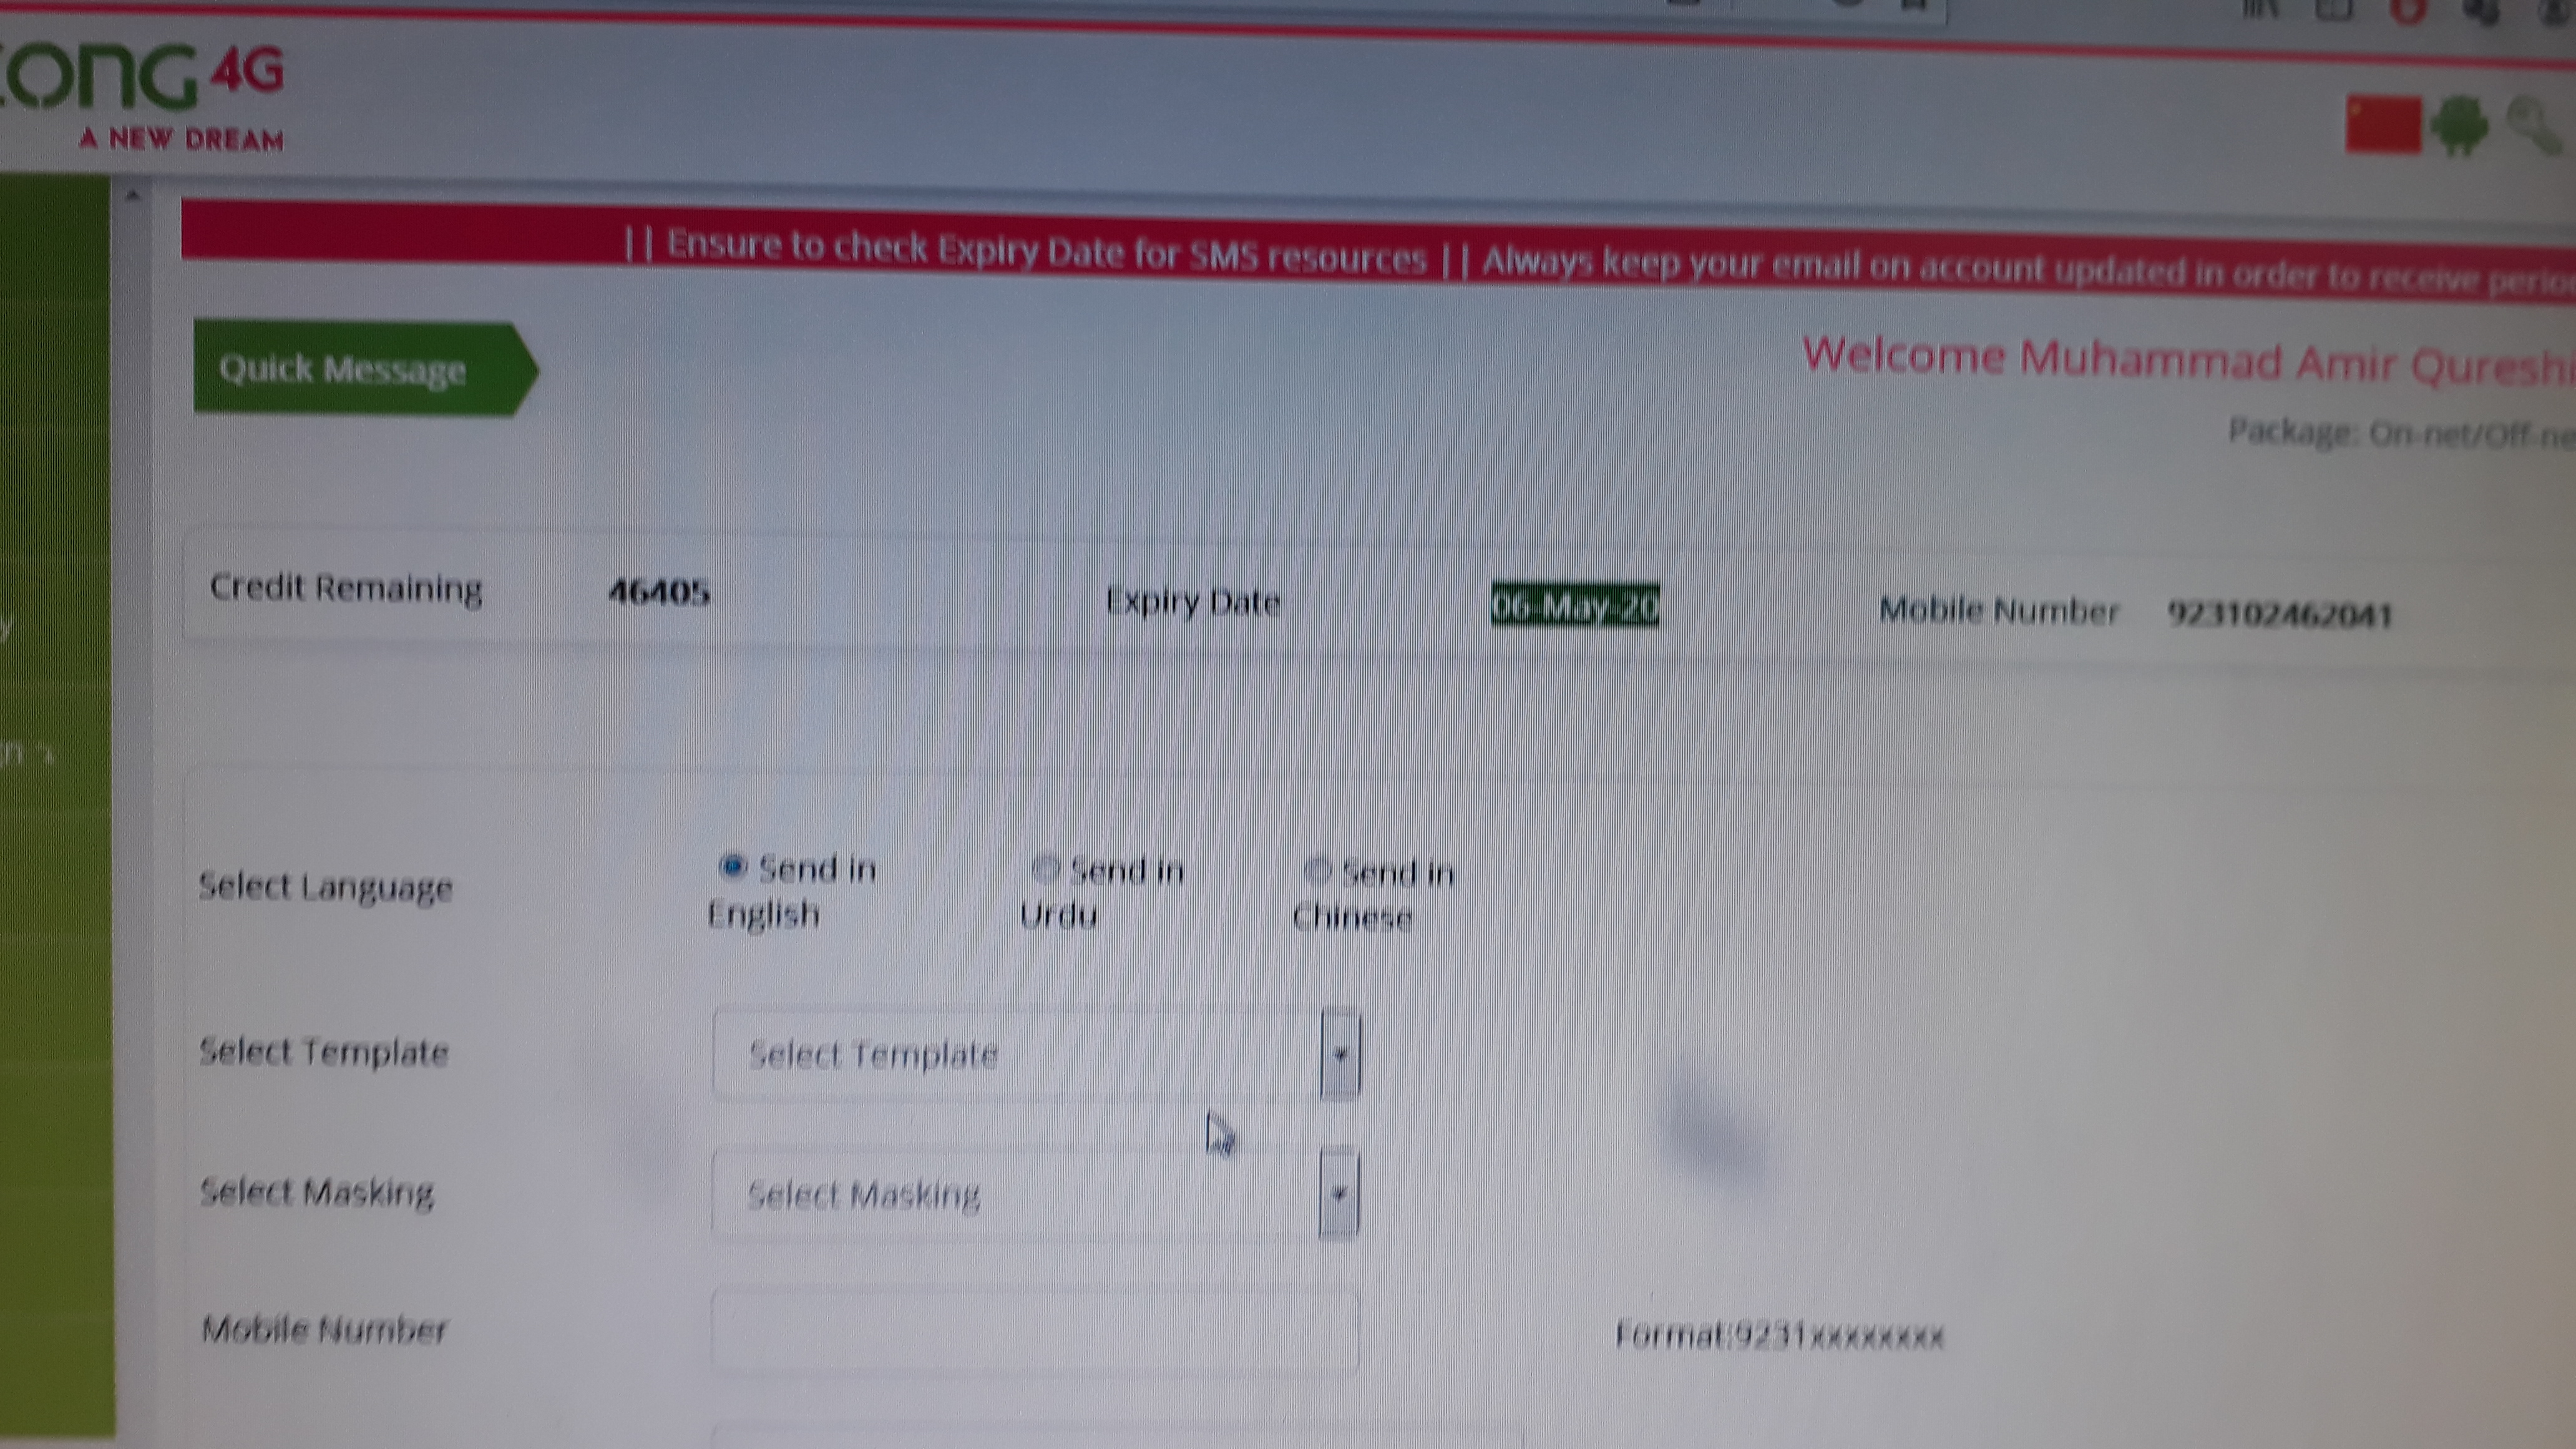 ONG 4G
A NEW DREAM
|| Ensure to check Expiry Date for SMS resources || Always keep your email on account updated in order to receive perio
Quick Message
Welcome Muhammad Amir Qureshi
Package: On-net/Off-ne
Credit Remaining 46405 Expiry Date 06-May-20 Mobile Number 923102462041
y
Select Language Send in English Send in Urdu Send in Chinese
Select Template Select Template
Select Masking Select Masking
Mobile Number Format:9231xxxxxxxx